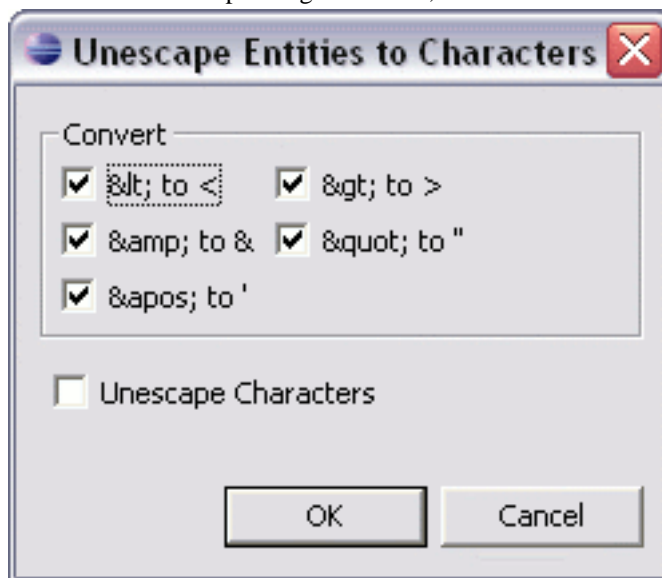 Unescape Entities to Characters
Convert
&lt; to < &gt; to >
&amp; to & &quot; to "
&apos; to '
Unescape Characters
OK Cancel